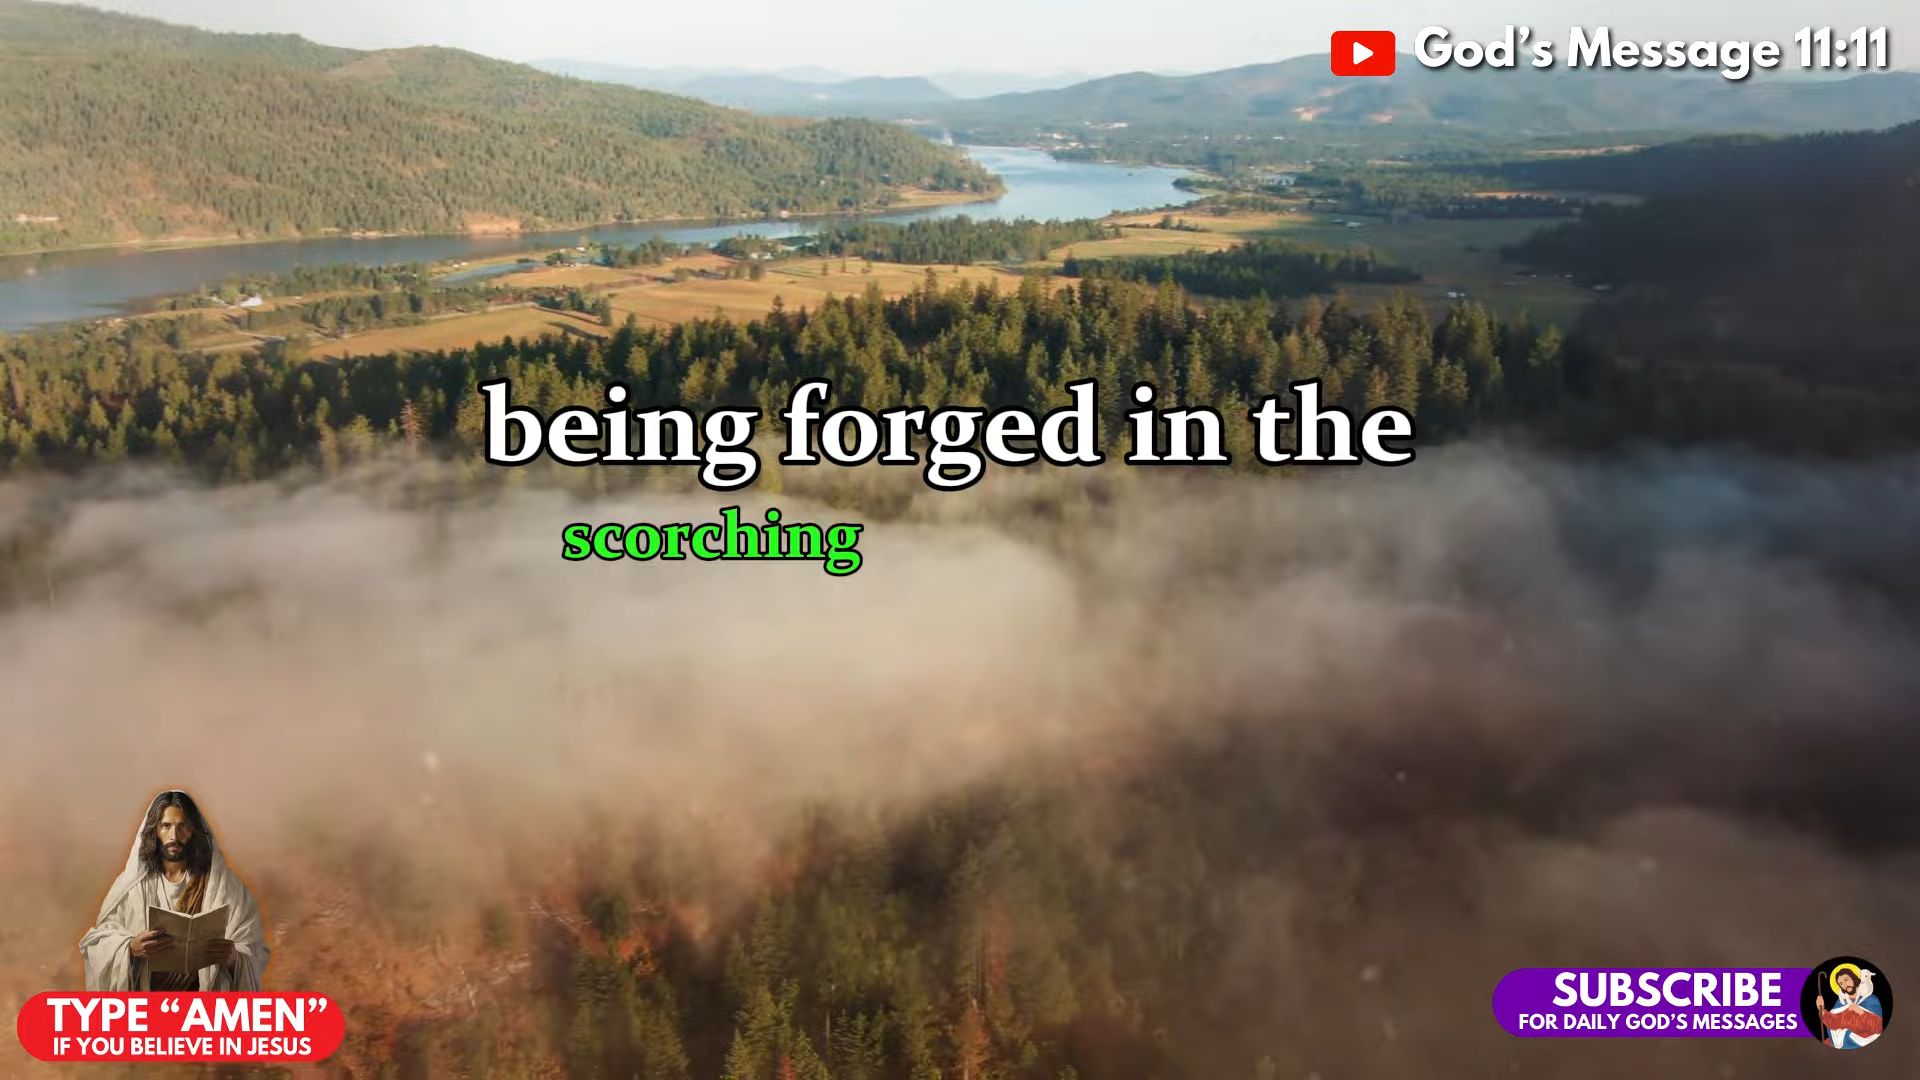 God's Message 11:11
being forged in the
scorching
TYPE “AMEN”
IF YOU BELIEVE IN JESUS
SUBSCRIBE
FOR DAILY GOD'S MESSAGES